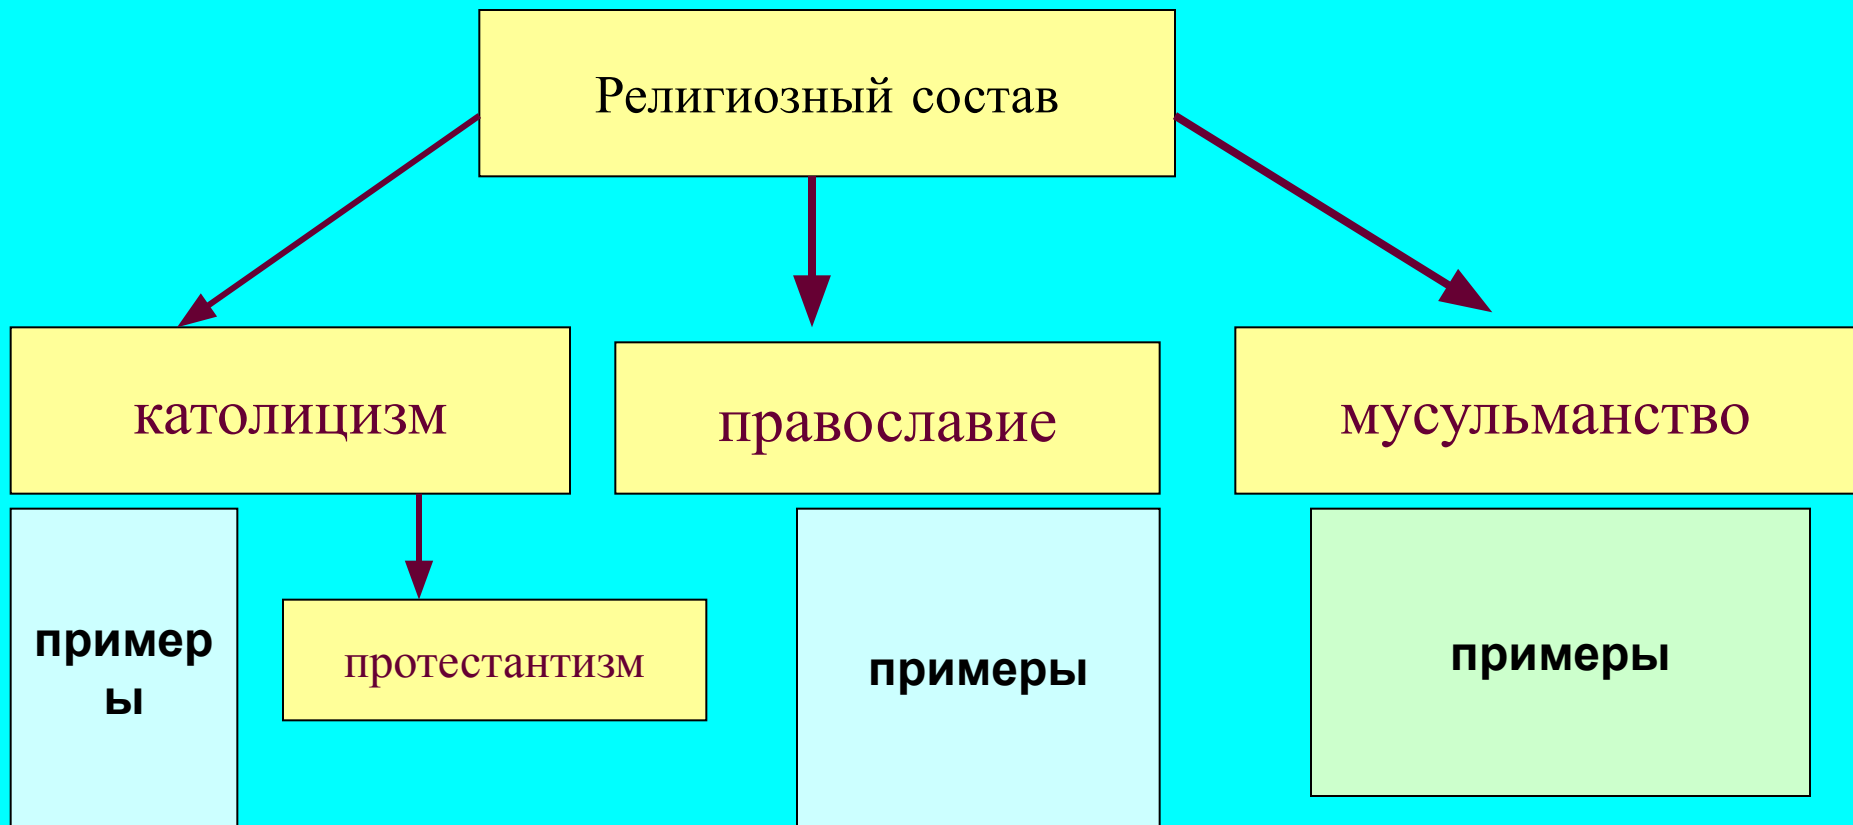 Религиозный состав
католицизм
православие
мусульманство
пример
ы
протестантизм
примеры
примеры